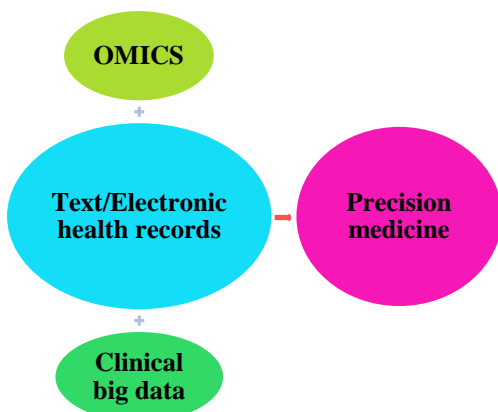 OMICS
+
Text/Electronic
health records
Precision
medicine
+
Clinical
big data